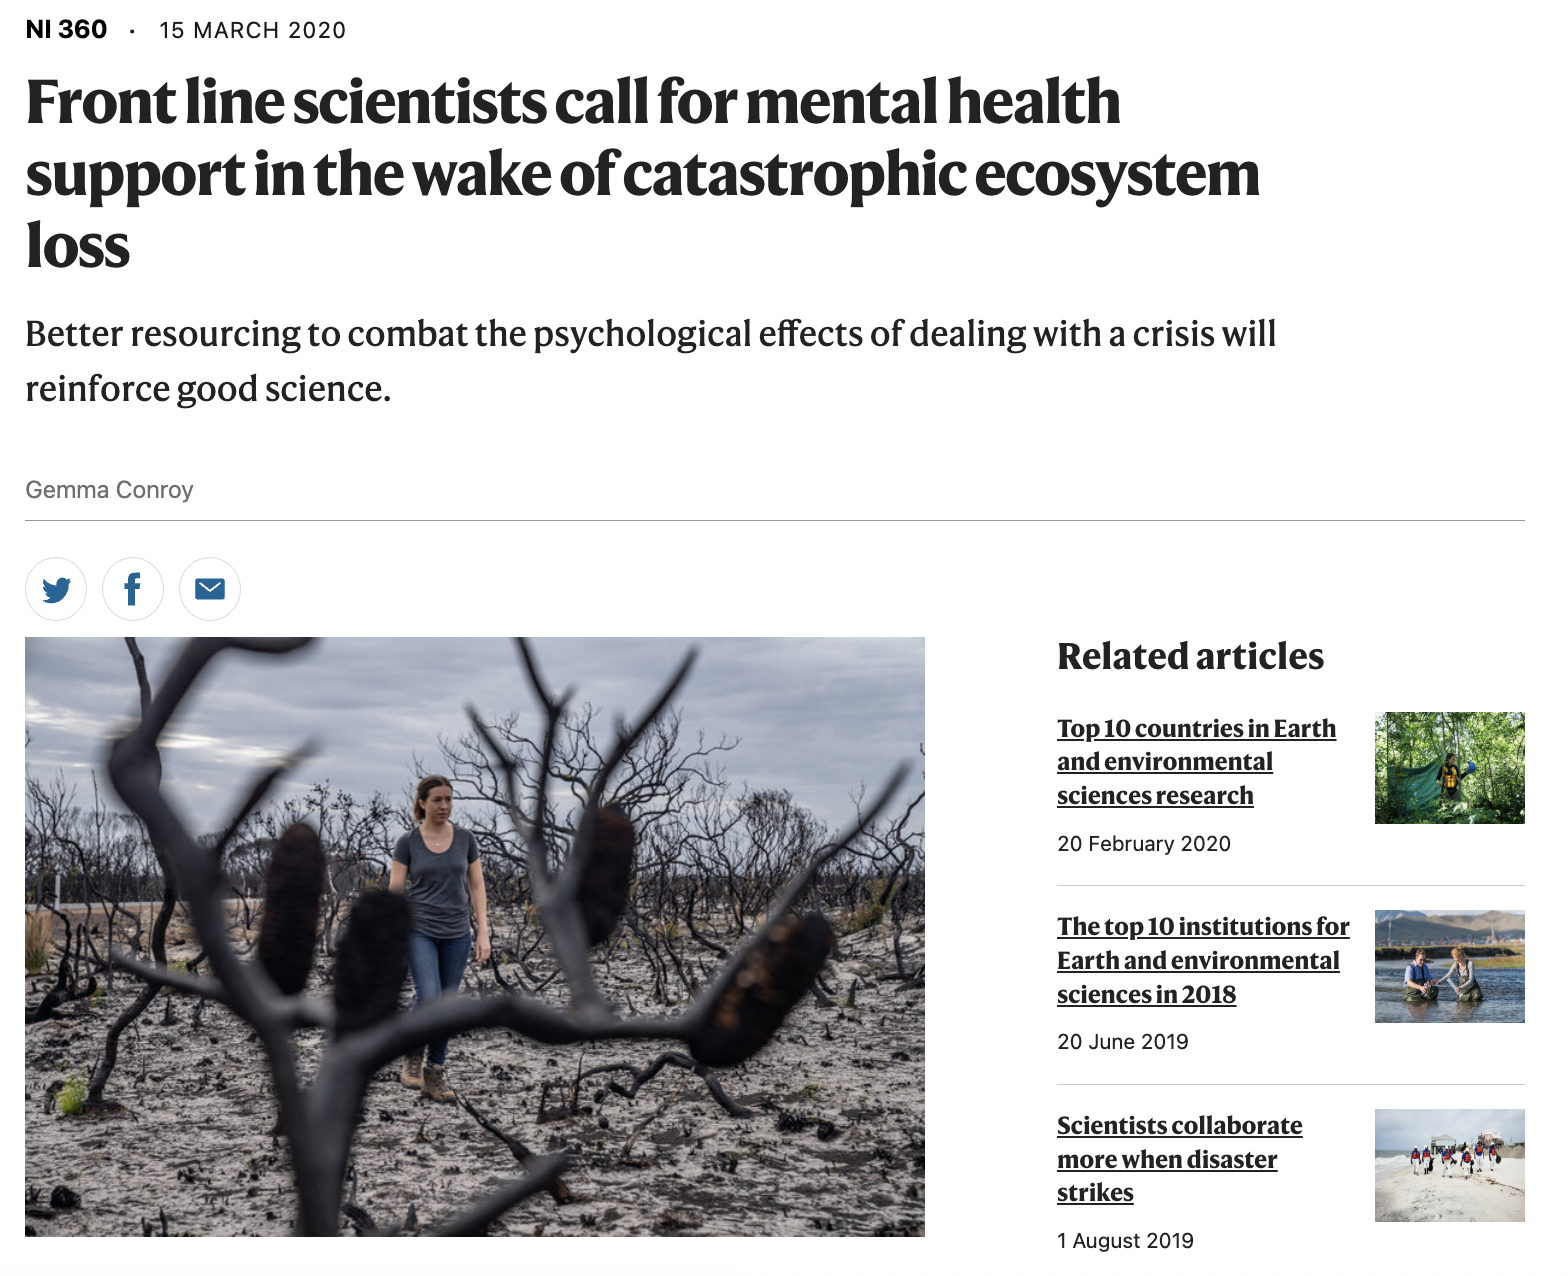 NI 360 · 15 MARCH 2020
Front line scientists call for mental health
support in the wake of catastrophic ecosystem
loss
Better resourcing to combat the psychological effects of dealing with a crisis will
reinforce good science.
Gemma Conroy
Related articles
Top 10 countries in Earth
and environmental
sciences research
20 February 2020
The top 10 institutions for
Earth and environmental
sciences in 2018
20 June 2019
Scientists collaborate
more when disaster
strikes
1 August 2019